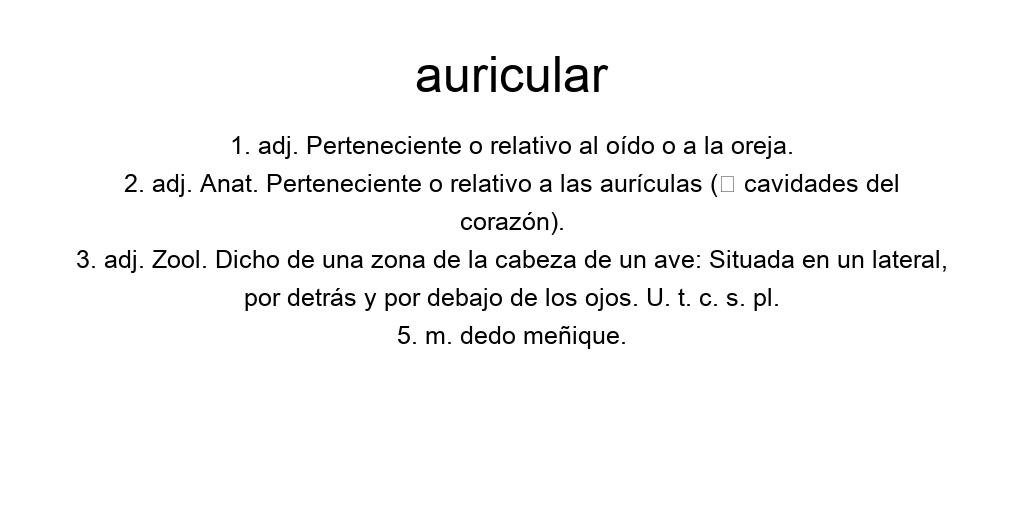 auricular
1. adj. Perteneciente o relativo al oído o a la oreja.
2. adj. Anat. Perteneciente o relativo a las aurículas (□ cavidades del
corazón).
3. adj. Zool. Dicho de una zona de la cabeza de un ave: Situada en un lateral,
por detrás y por debajo de los ojos. U. t. c. s. pl.
5. m. dedo meñique.